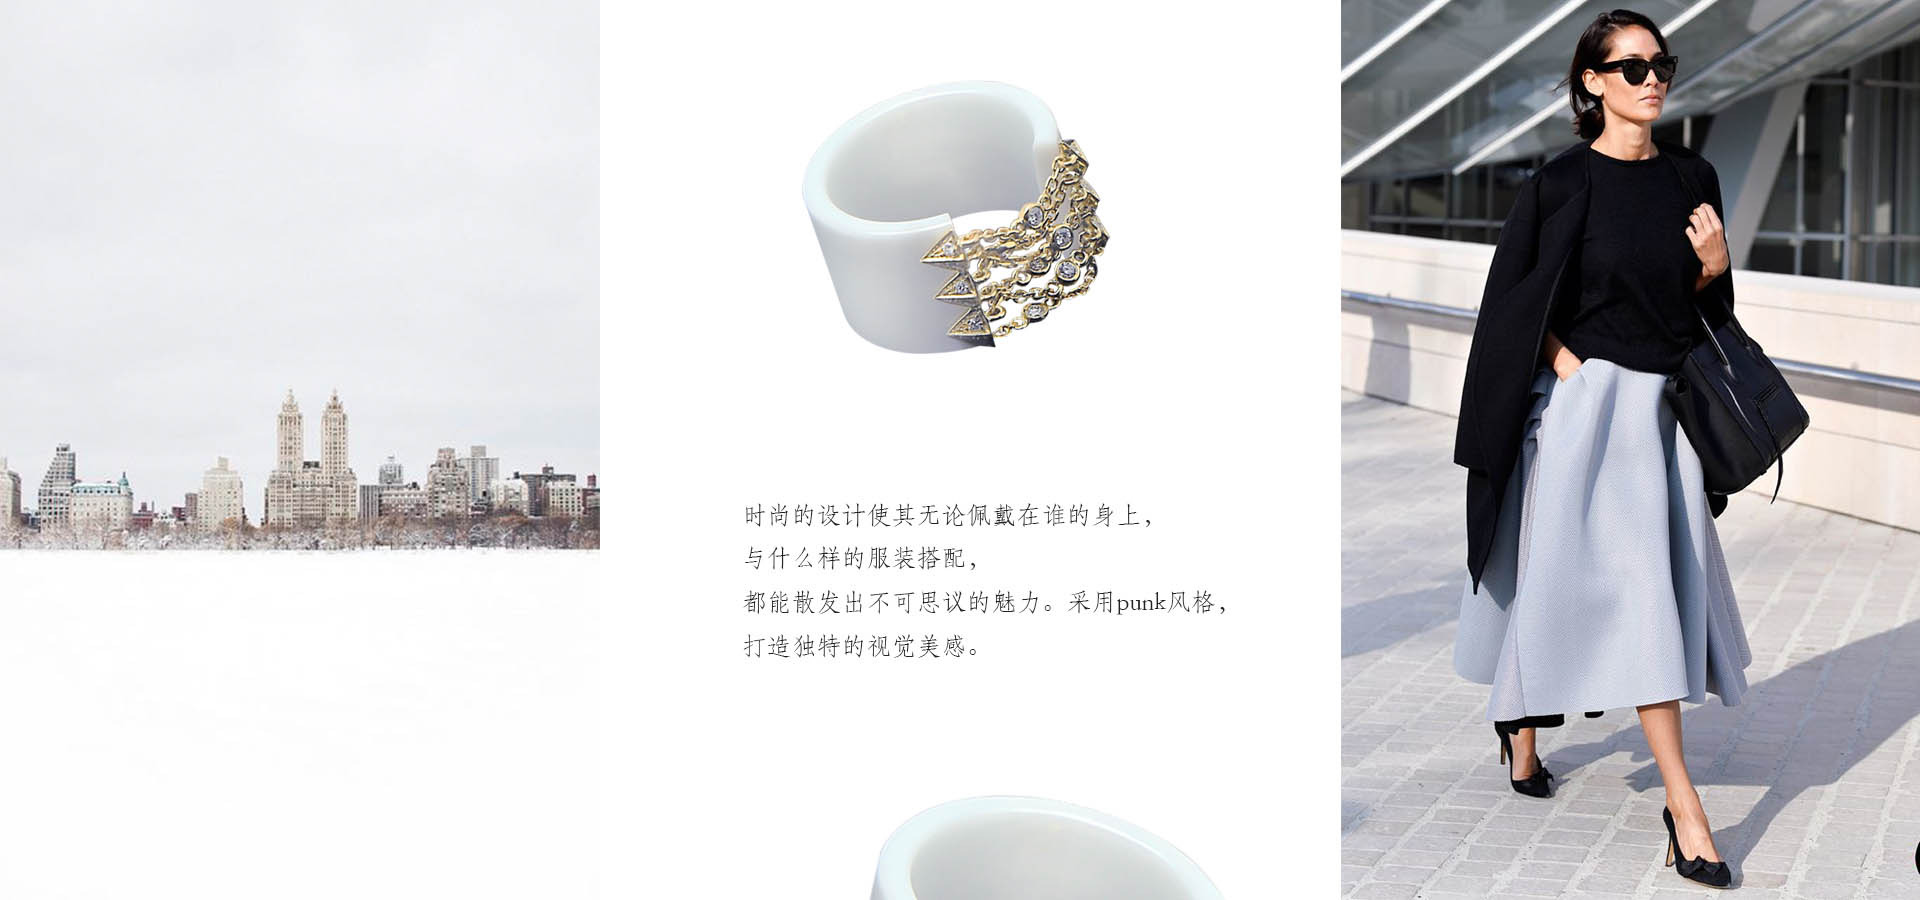 时尚的设计使其无论佩戴在谁的身上，
与什么样的服装搭配，
都能散发出不可思议的魅力。采用punk风格，
打造独特的视觉美感。